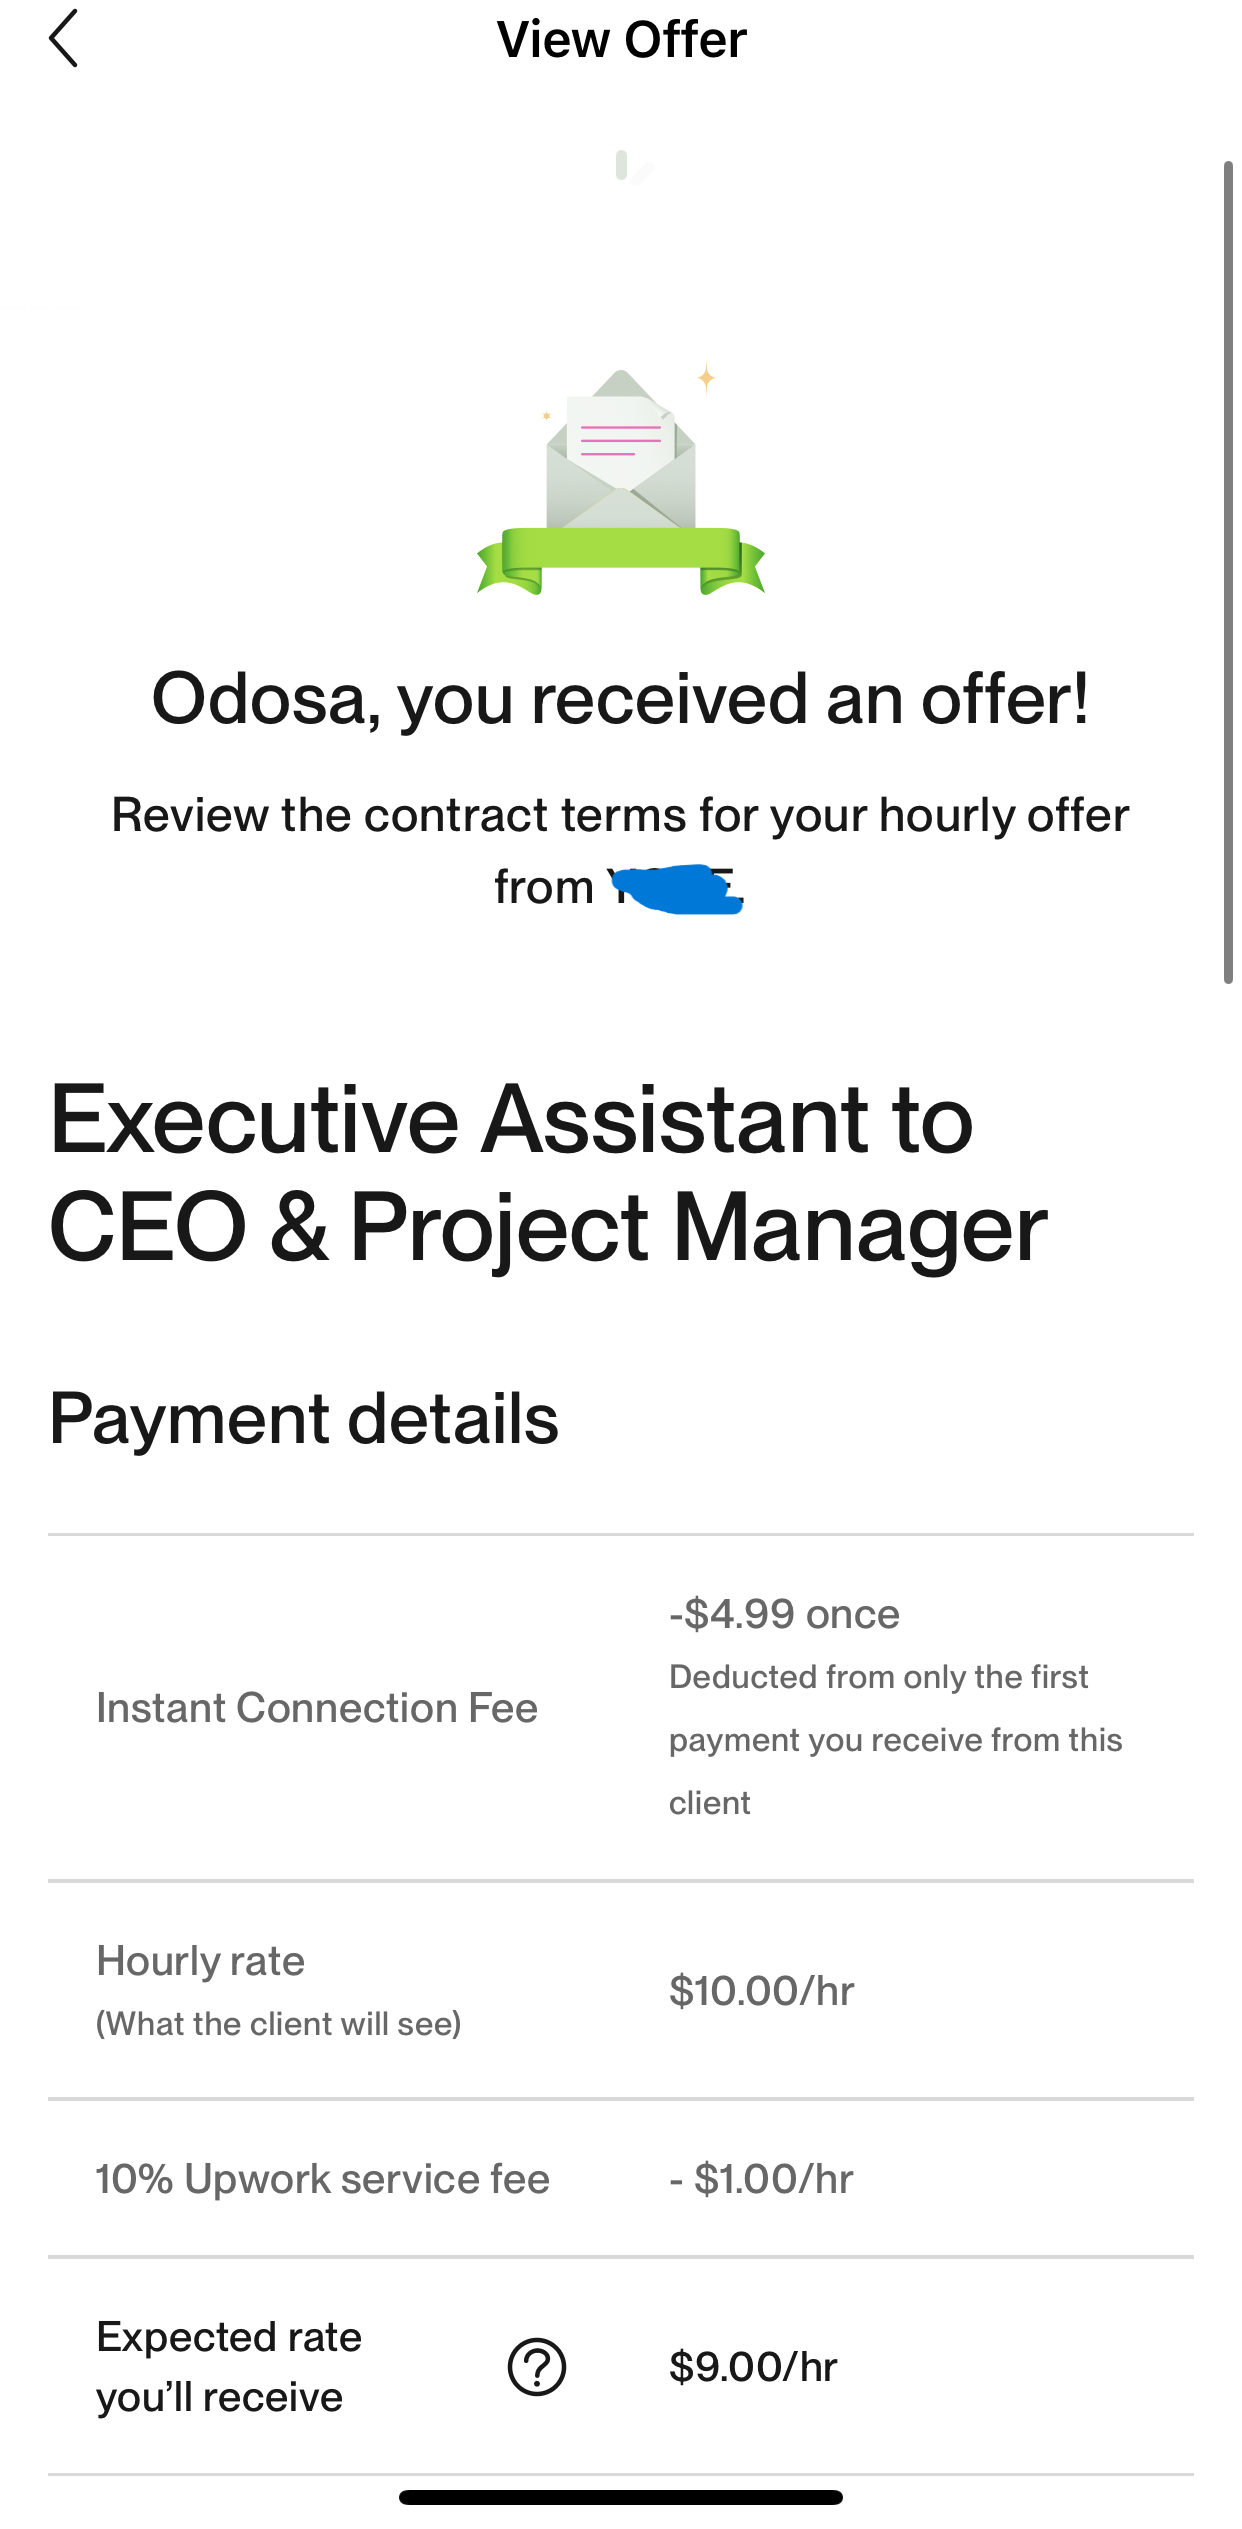 View Offer
Odosa, you received an offer!
Review the contract terms for your hourly offer
from
Executive Assistant to
CEO & Project Manager
Payment details
-$4.99 once
Deducted from only the first
Instant Connection Fee
payment you receive from this
client
Hourly rate
$10.00/hr
(What the client will see)
10% Upwork service fee
- $1.00/hr
Expected rate
you’ll receive
?
$9.00/hr